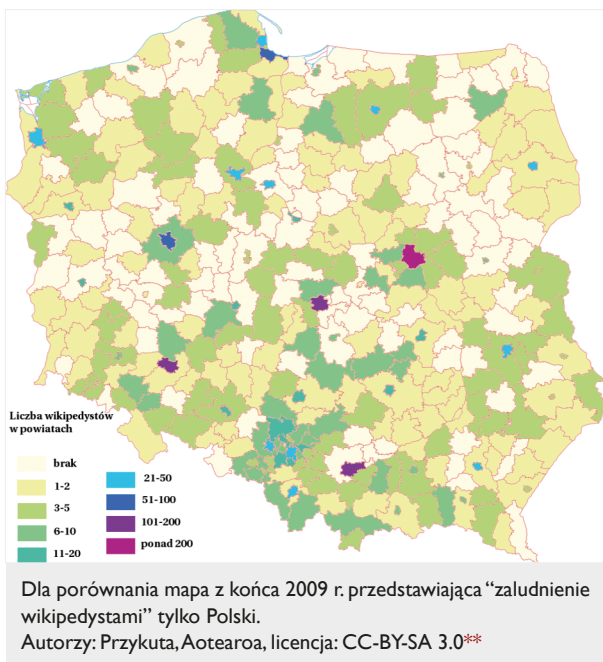 Liczba wikipedystów
w powiatach
brak
1-2
3-5
6-10
11-20
21-50
51-100
101-200
ponad 200
Dla porównania mapa z końca 2009 r. przedstawiająca “zaludnienie
wikipedystami” tylko Polski.
Autorzy: Przykuta, Aotearoa, licencja: CC-BY-SA 3.0**